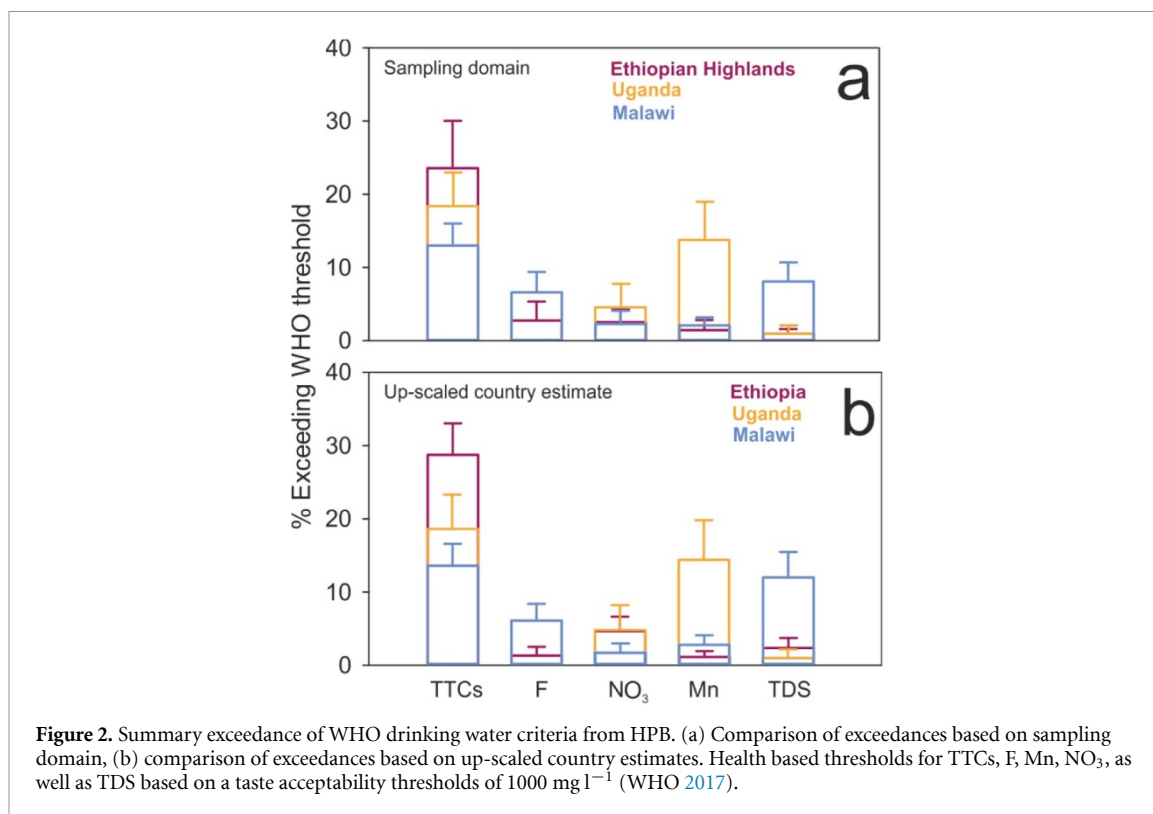 40
Sampling domain
Ethiopian Highlands
Uganda
Malawi
a
30
20
10
0
% Exceeding WHO threshold
40
Up-scaled country estimate
Ethiopia
Uganda
Malawi
b
30
20
10
0
TTCs F NO₃ Mn TDS
Figure 2. Summary exceedance of WHO drinking water criteria from HPB. (a) Comparison of exceedances based on sampling
domain, (b) comparison of exceedances based on up-scaled country estimates. Health based thresholds for TTCs, F, Mn, NO₃, as
well as TDS based on a taste acceptability thresholds of 1000 mg l⁻¹ (WHO 2017).